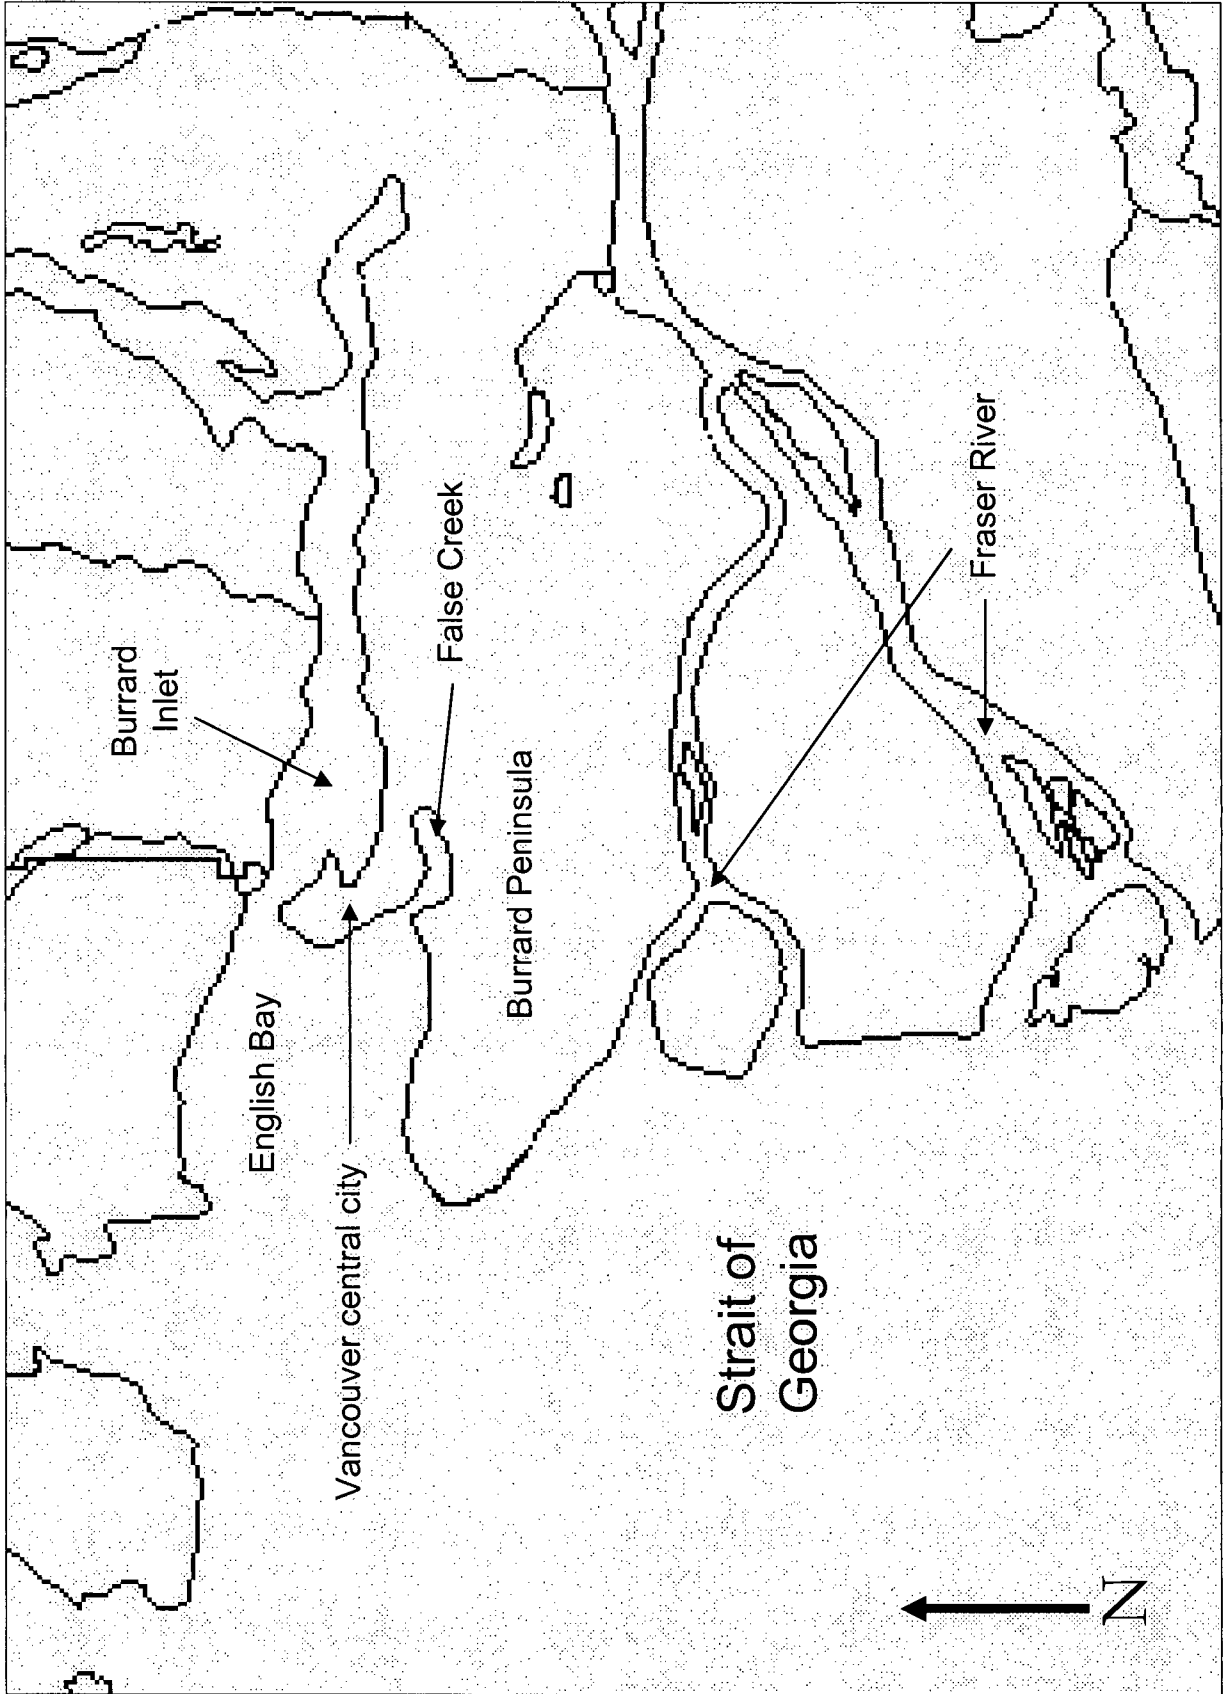 Burrard
Inlet
English Bay
Vancouver central city
False Creek
Burrard Peninsula
Strait of
Georgia
Fraser River
N